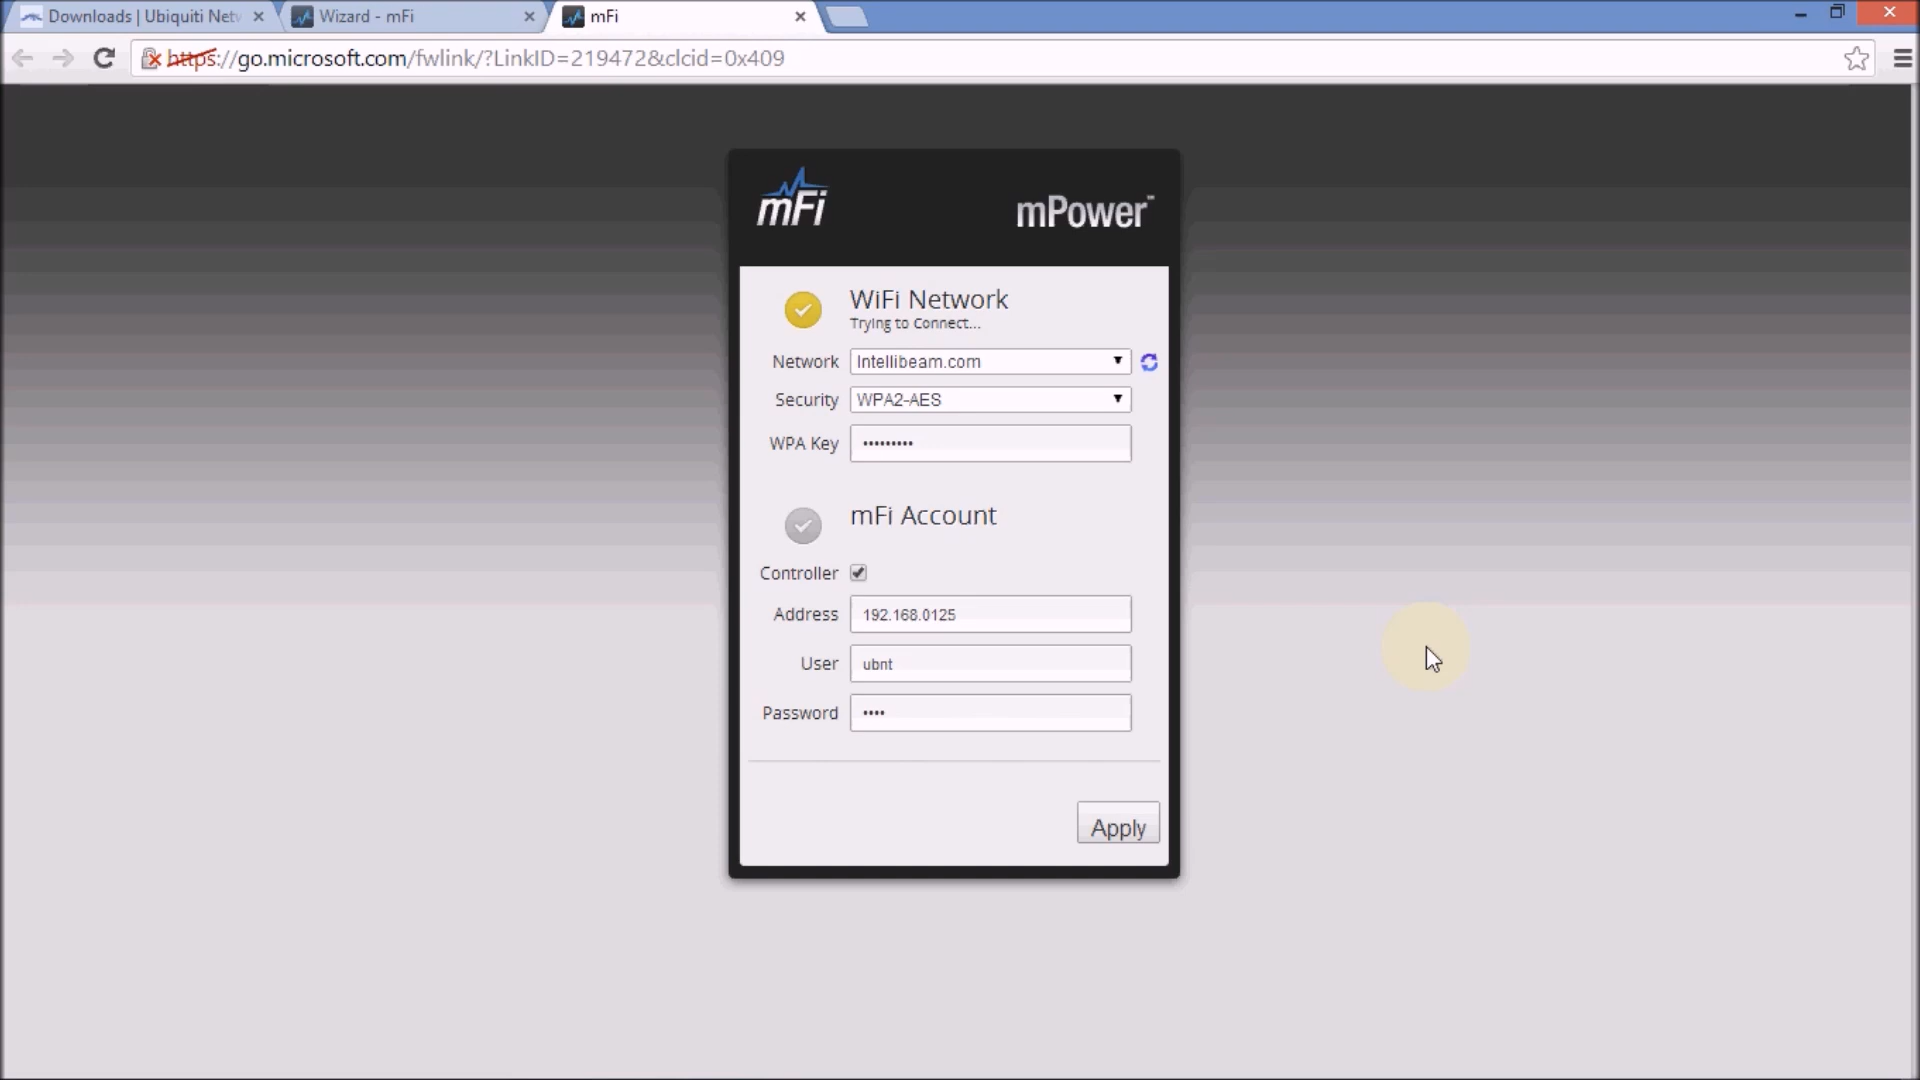 Downloads | Ubiquiti Netw
Wizard - mFi
mFi
https://go.microsoft.com/fwlink/?LinkID=219472&clcid=0x409
mFi
mPower™
WiFi Network
Trying to Connect...
Network
Intellibeam.com
Security
WPA2-AES
WPA Key
•••••••••
mFi Account
Controller
Address
192.168.0125
User
ubnt
Password
••••
Apply